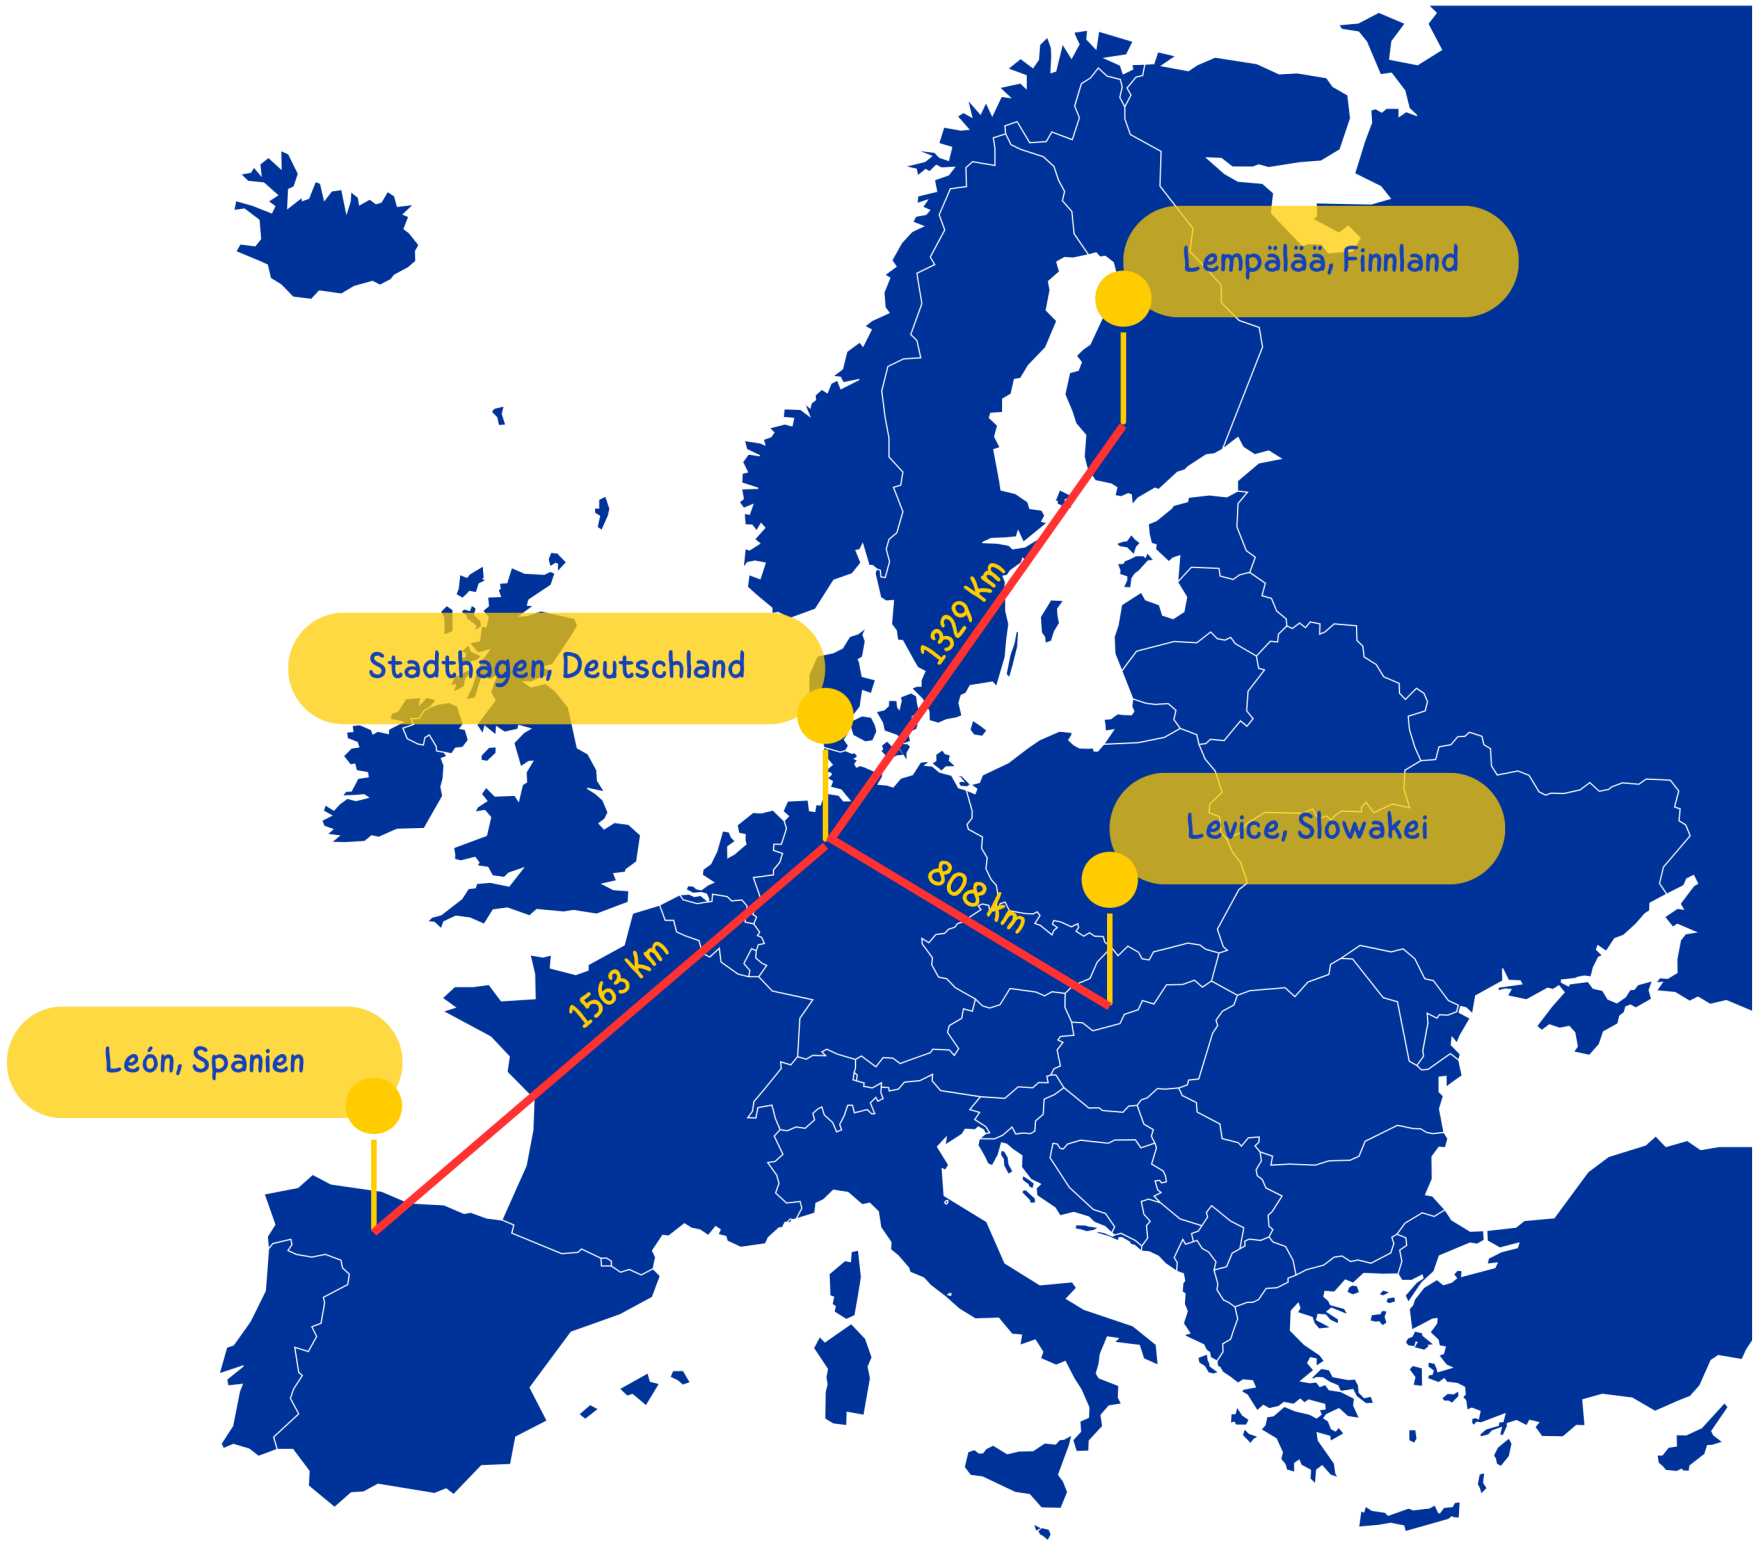 Lempälää, Finnland
1329 Km
Stadthagen, Deutschland
Levice, Slowakei
808 km
1563 Km
León, Spanien